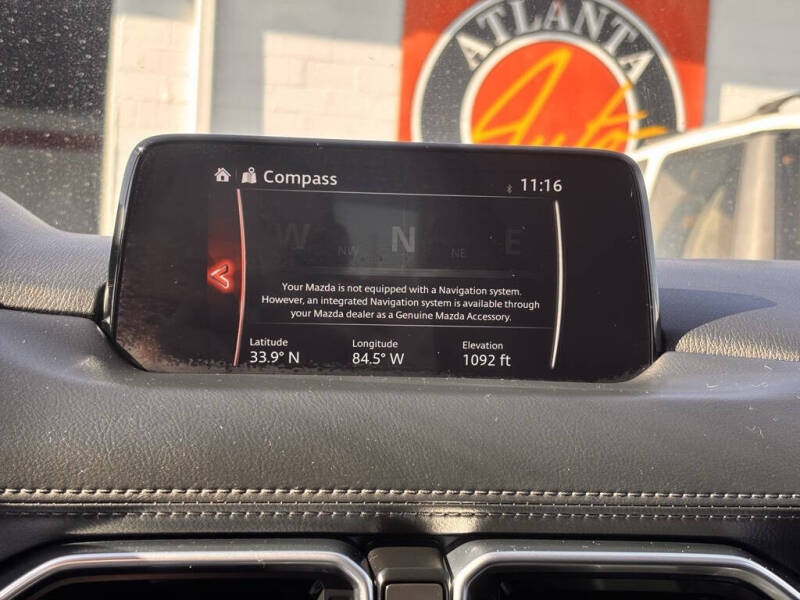 ATLANTA
Auto
Compass
11:16
W NW N NE E
Your Mazda is not equipped with a Navigation system.
However, an integrated Navigation system is available through
your Mazda dealer as a Genuine Mazda Accessory.
Latitude Longitude Elevation
33.9° N 84.5° W 1092 ft